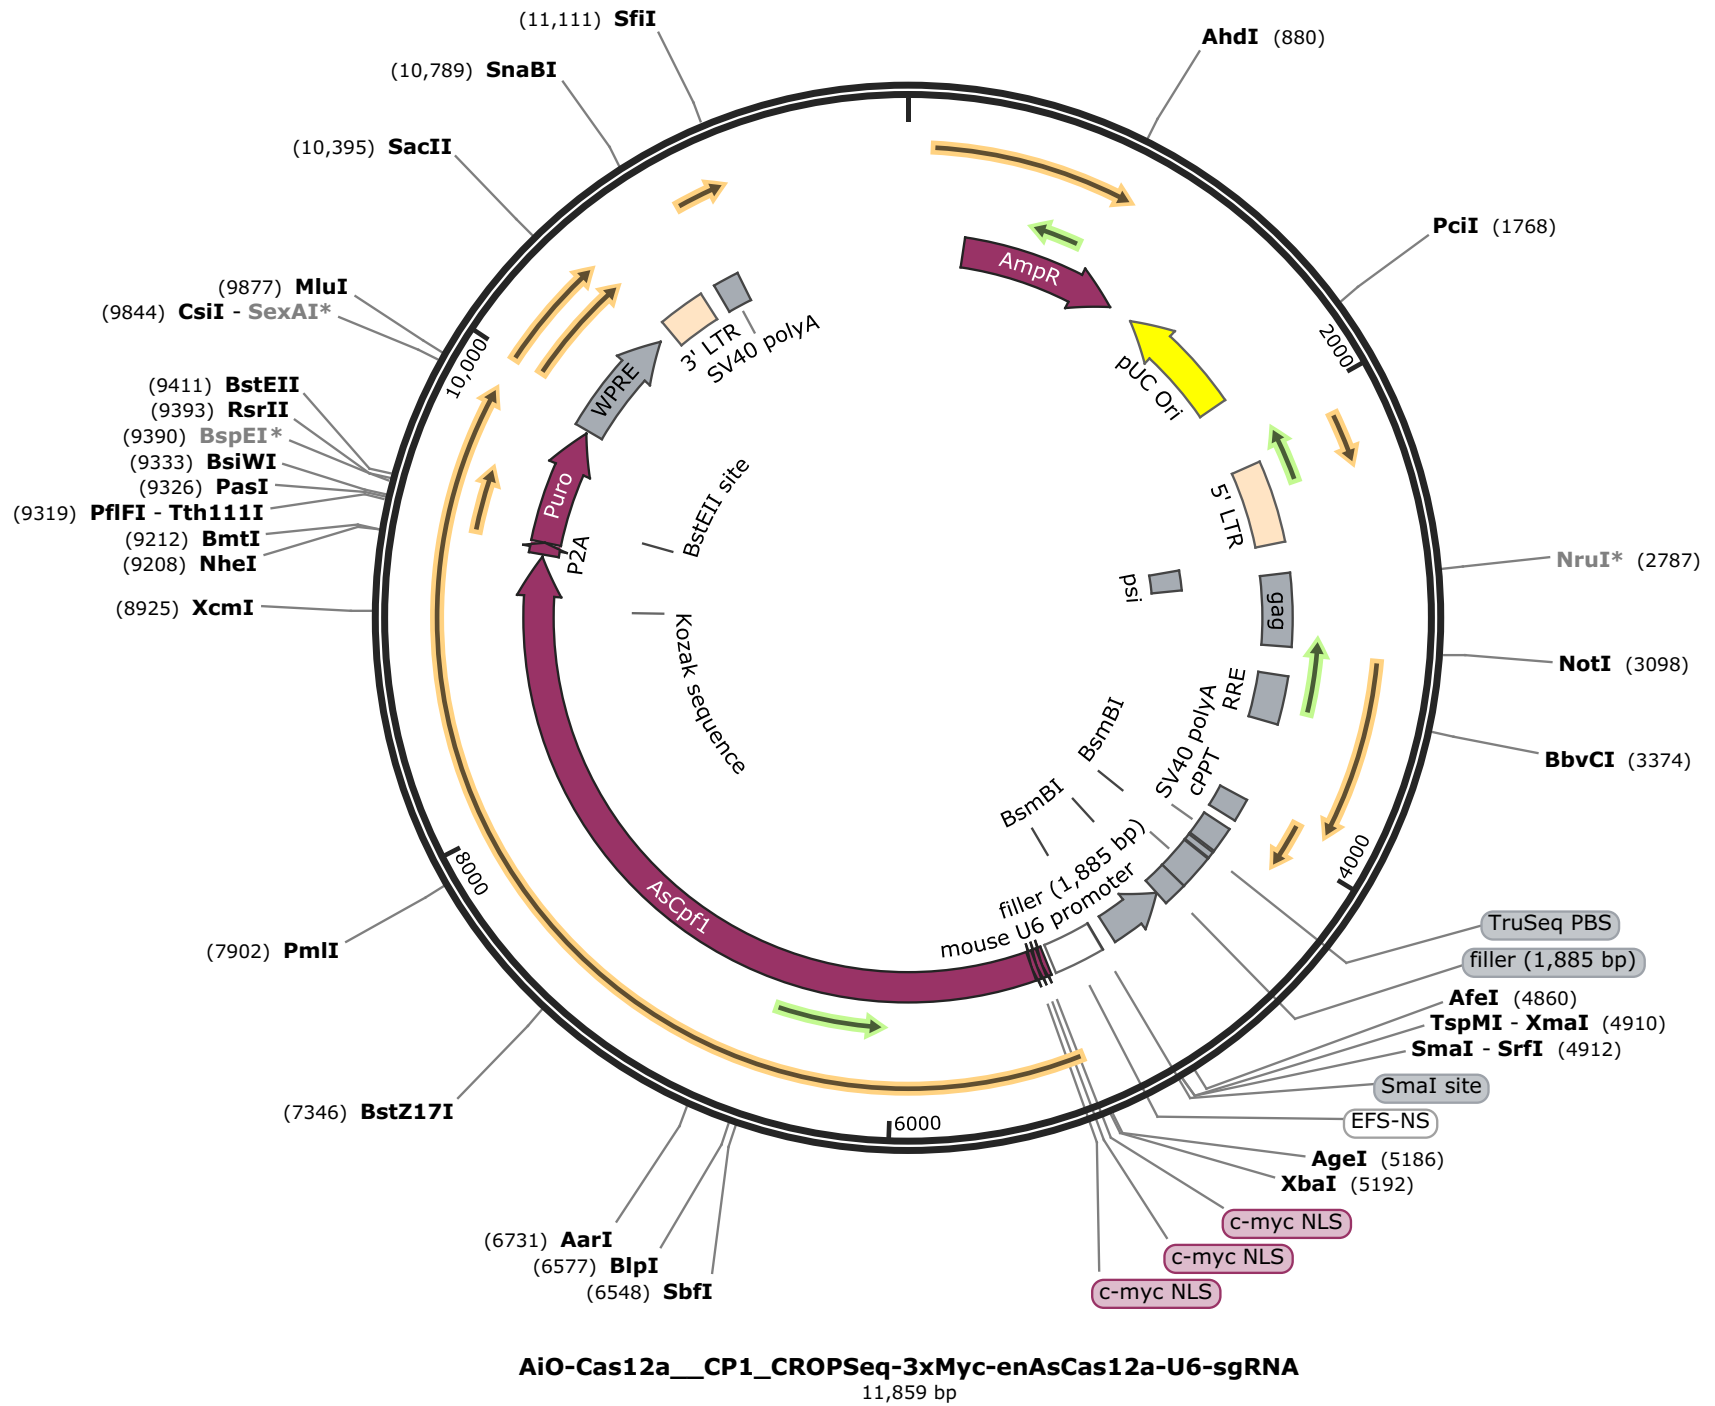 (11,111) SfiI
(10,789) SnaBI
(10,395) SacII
(9877) MluI
(9844) CsiI - SexAI*
(9411) BstEII
(9393) RsrII
(9390) BspEI*
(9333) BsiWI
(9326) PasI
(9319) PflFI - Tth111I
(9212) BmtI
(9208) NheI
(8925) XcmI
(7902) PmlI
(7346) BstZ17I
(6731) AarI
(6577) BlpI
(6548) SbfI
AhdI (880)
PciI (1768)
NruI* (2787)
NotI (3098)
BbvCI (3374)
TruSeq PBS
filler (1,885 bp)
AfeI (4860)
TspMI - XmaI (4910)
SmaI - SrfI (4912)
SmaI site
EFS-NS
AgeI (5186)
XbaI (5192)
c-myc NLS
c-myc NLS
c-myc NLS
2000
4000
6000
8000
10,000
AmpR
pUC Ori
5' LTR
psi
gag
RRE
cPPT
SV40 polyA
BsmBI
BsmBI
filler (1,885 bp)
mouse U6 promoter
AsCpf1
Kozak sequence
P2A
BstEII site
Puro
WPRE
3' LTR
SV40 polyA
AiO-Cas12a__CP1_CROPSeq-3xMyc-enAsCas12a-U6-sgRNA
11,859 bp